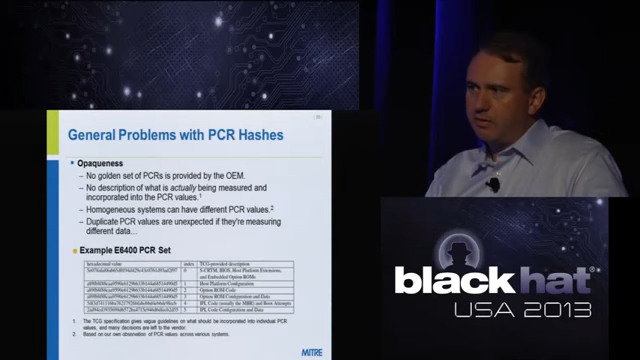 General Problems with PCR Hashes
▪ Opaqueness
– No golden set of PCRs is provided by the OEM.
– No description of what is actually being measured and
incorporated into the PCR values.1
– Homogeneous systems can have different PCR values.2
– Duplicate PCR values are unexpected if they're measuring
different data…
Example E6400 PCR Set
hexadecimal value index TCG-provided description
0 S-CRTM, BIOS, Host Platform Extensions,
and Embedded Option ROMs
1 Host Platform Configuration
2 Option ROM Code
3 Option ROM Configuration and Data
4 IPL Code (usually the MBR) and Boot Attempts
5 IPL Code Configuration and Data
1. The TCG specification gives vague guidelines on what should be incorporated into individual PCR
values, and many decisions are left to the vendor.
2. Based on our own observation of PCR values across various systems.
MITRE
black hat®
USA 2013